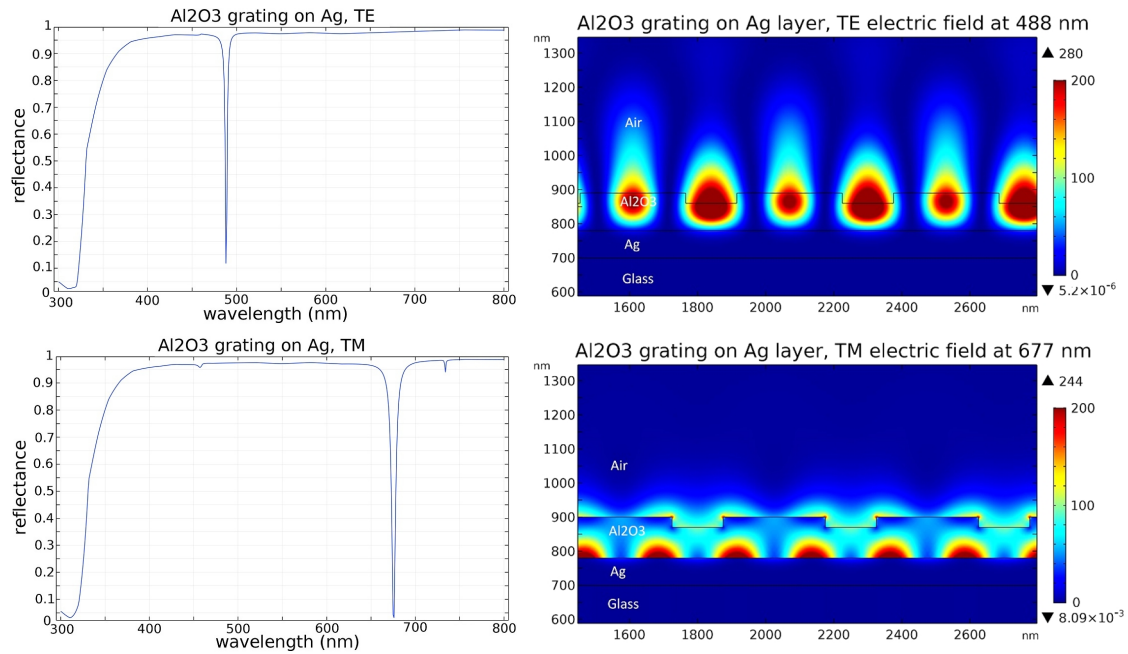 Al2O3 grating on Ag, TE
1
0.9
0.8
0.7
0.6
0.5
0.4
0.3
0.2
0.1
0
reflectance
300 400 500 600 700 800
wavelength (nm)
Al2O3 grating on Ag layer, TE electric field at 488 nm
nm
1300
1200
1100
1000
900
800
700
600
Air
Al2O3
Ag
Glass
1600 1800 2000 2200 2400 2600 nm
▲ 280
200
100
0
▼ 5.2×10⁻⁶
Al2O3 grating on Ag, TM
1
0.9
0.8
0.7
0.6
0.5
0.4
0.3
0.2
0.1
0
reflectance
300 400 500 600 700 800
wavelength (nm)
Al2O3 grating on Ag layer, TM electric field at 677 nm
nm
1300
1200
1100
1000
900
800
700
600
Air
Al2O3
Ag
Glass
1600 1800 2000 2200 2400 2600 nm
▲ 244
200
100
0
▼ 8.09×10⁻³